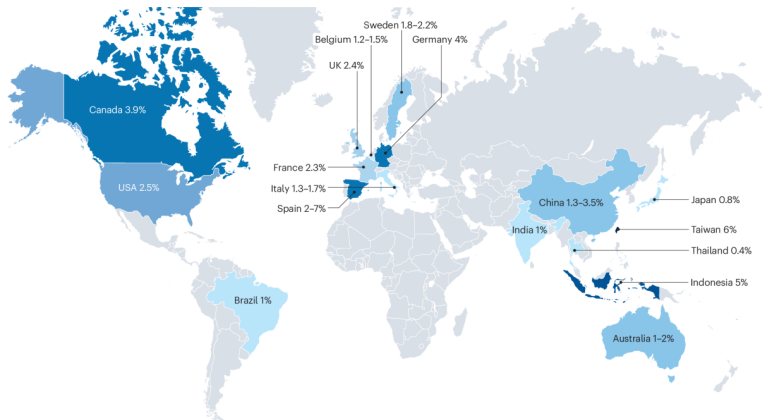 Sweden 1.8–2.2%
Belgium 1.2–1.5%
Germany 4%
UK 2.4%
Canada 3.9%
France 2.3%
USA 2.5%
Italy 1.3–1.7%
Spain 2–7%
China 1.3–3.5%
Japan 0.8%
India 1%
Taiwan 6%
Thailand 0.4%
Indonesia 5%
Brazil 1%
Australia 1–2%